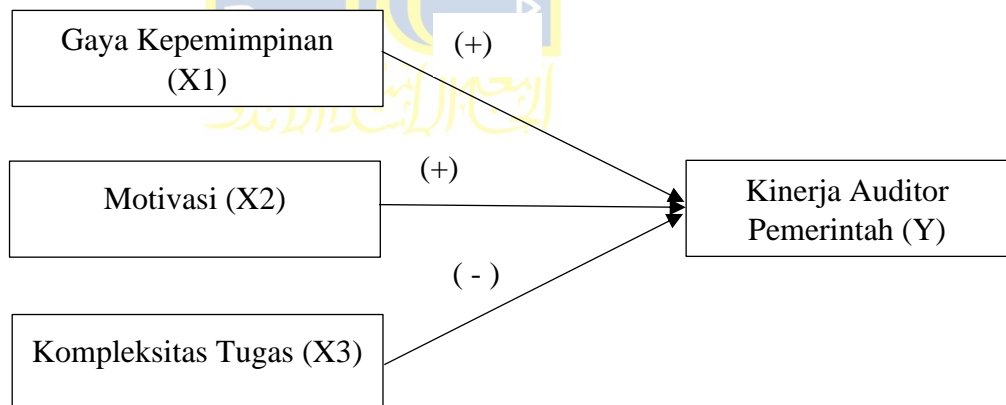 Gaya Kepemimpinan
(X1)
(+)
Motivasi (X2)
(+)
Kinerja Auditor
Pemerintah (Y)
( - )
Kompleksitas Tugas (X3)